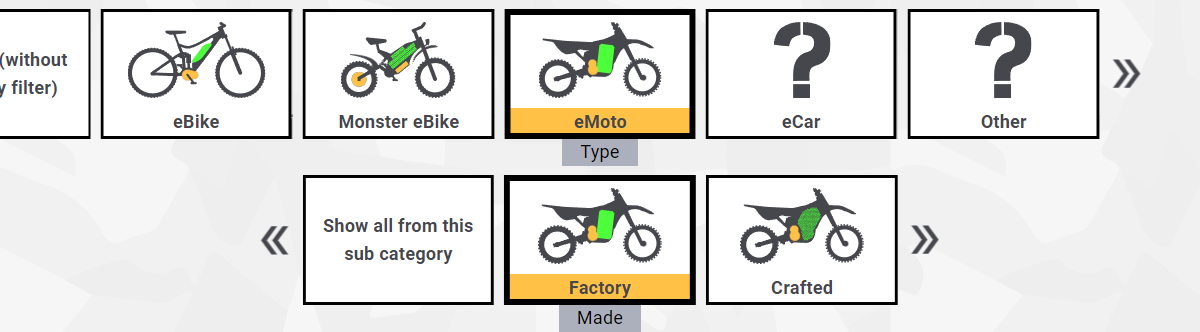 (without
y filter)
eBike
Monster eBike
eMoto
eCar
Other
Type
Show all from this
sub category
Factory
Crafted
Made